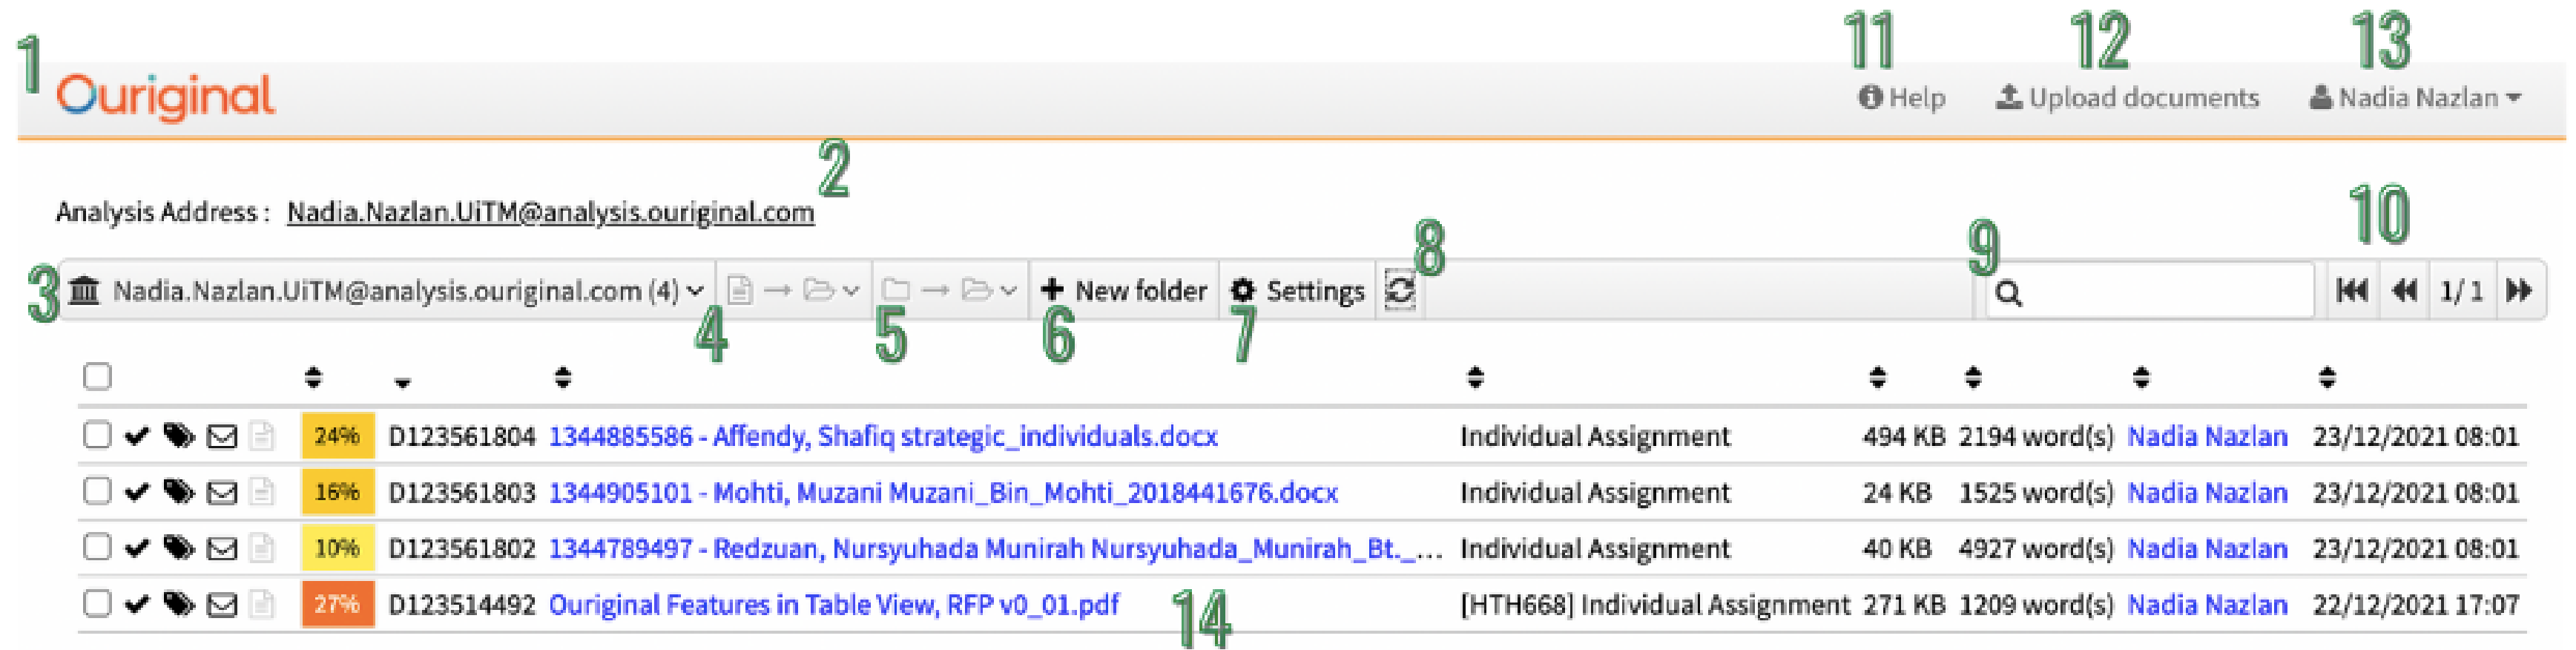 11 12 13
1
Ouriginal Help Upload documents Nadia Nazlan
2
Analysis Address : Nadia.Nazlan.UiTM@analysis.ouriginal.com
10
8 9
3 Nadia.Nazlan.UiTM@analysis.ouriginal.com (4) New folder Settings 1/ 1
4 5 6 7
24% D123561804 1344885586 - Affendy, Shafiq strategic_individuals.docx Individual Assignment 494 KB 2194 word(s) Nadia Nazlan 23/12/2021 08:01
16% D123561803 1344905101 - Mohti, Muzani Muzani_Bin_Mohti_2018441676.docx Individual Assignment 24 KB 1525 word(s) Nadia Nazlan 23/12/2021 08:01
10% D123561802 1344789497 - Redzuan, Nursyuhada Munirah Nursyuhada_Munirah_Bt._... Individual Assignment 40 KB 4927 word(s) Nadia Nazlan 23/12/2021 08:01
27% D123514492 Ouriginal Features in Table View, RFP v0_01.pdf [HTH668] Individual Assignment 271 KB 1209 word(s) Nadia Nazlan 22/12/2021 17:07
14